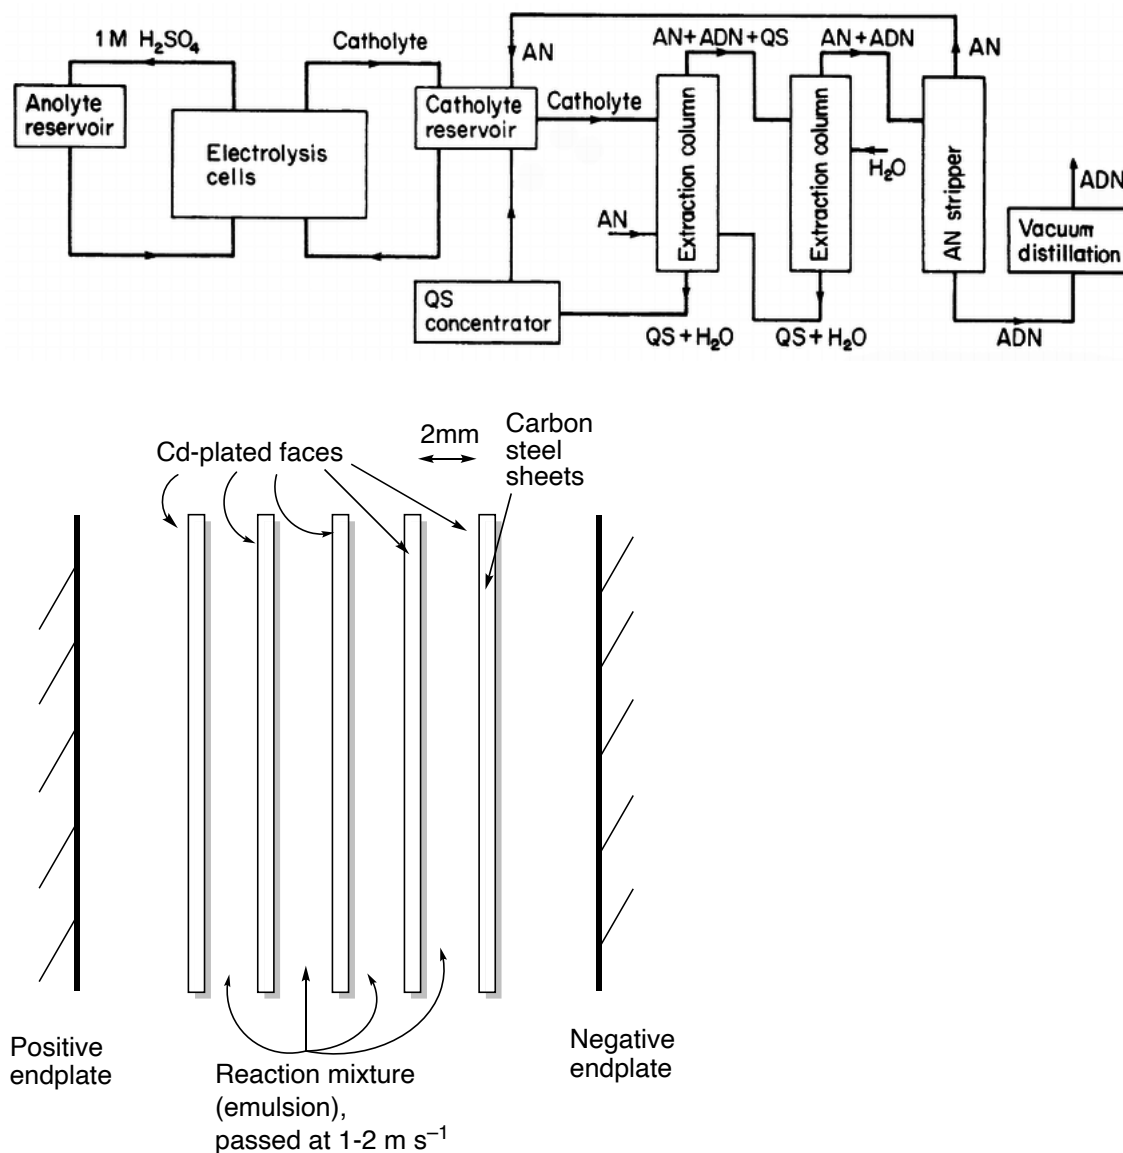 1M H₂SO₄
Catholyte
AN
AN+ADN+QS
AN+ADN
AN
Anolyte
reservoir
Electrolysis
cells
Catholyte
reservoir
Catholyte
Extraction column
Extraction column
H₂O
AN stripper
ADN
AN
Vacuum
distillation
QS
concentrator
QS+H₂O
QS+H₂O
ADN
Cd-plated faces
2mm
Carbon
steel
sheets
Positive
endplate
Reaction mixture
(emulsion),
passed at 1-2 m s⁻¹
Negative
endplate